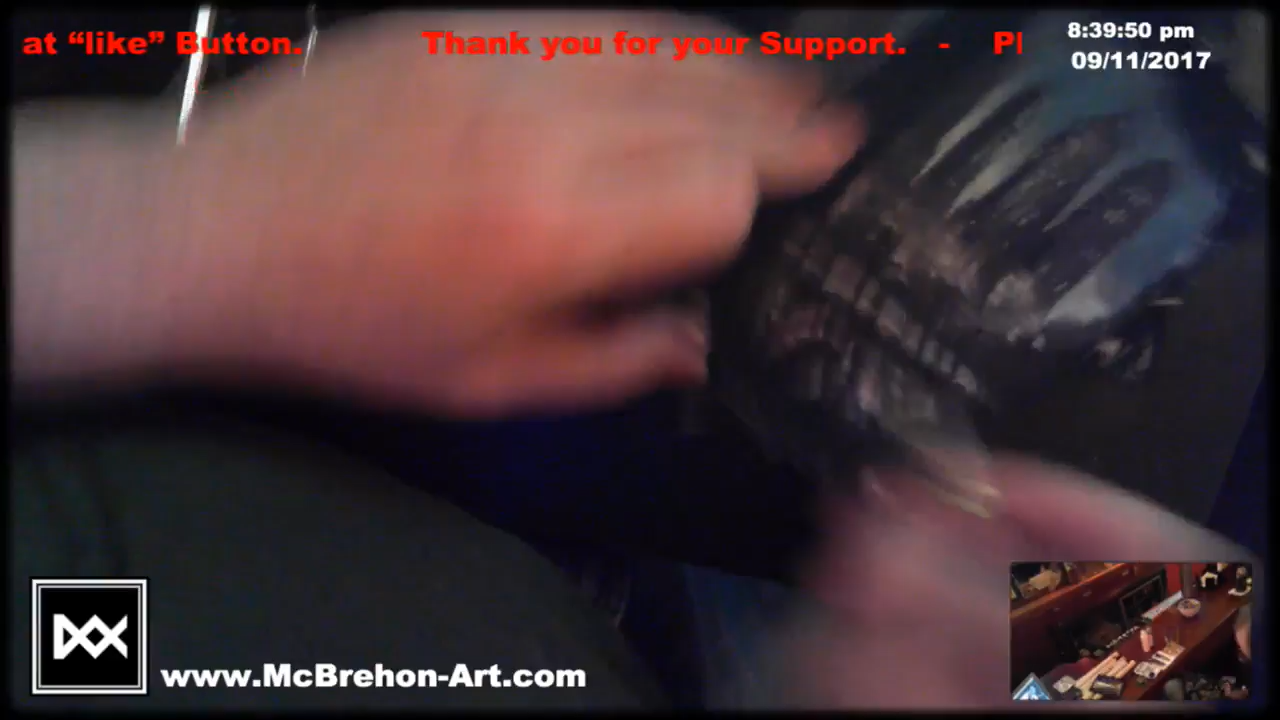 at “like” Button. Thank you for your Support. -
8:39:50 pm
09/11/2017
www.McBrehon-Art.com